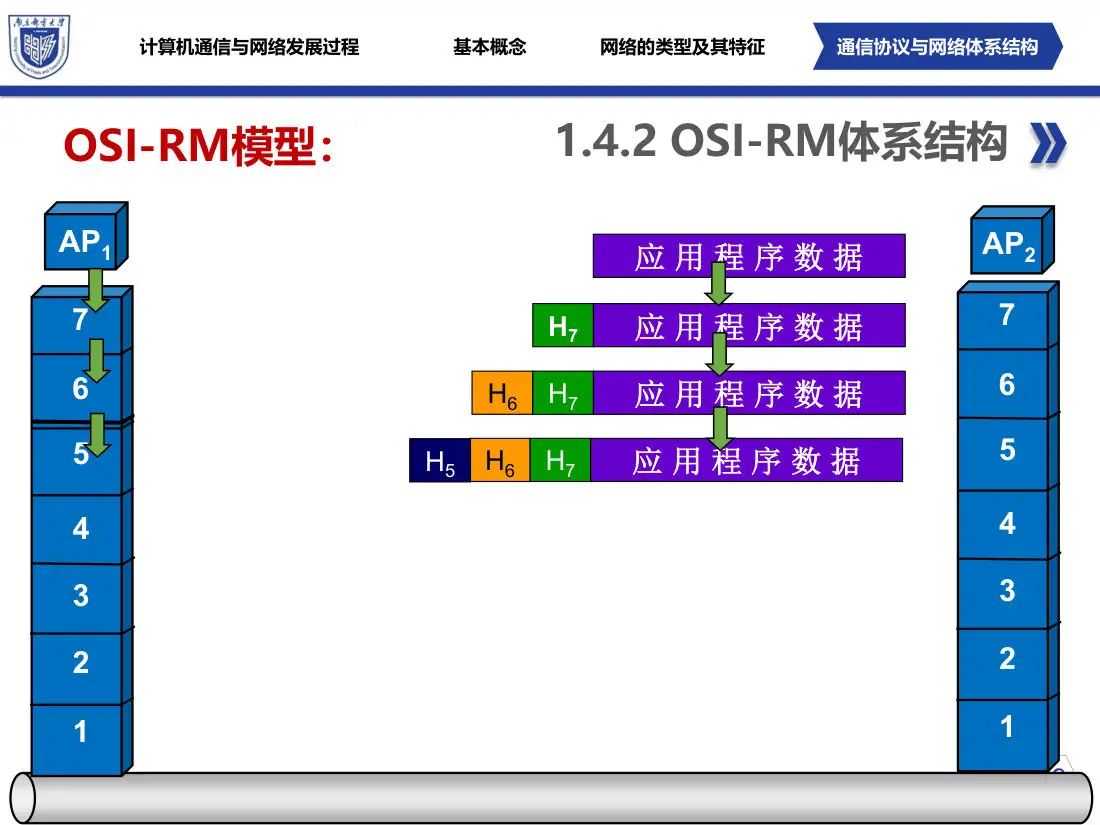 计算机通信与网络发展过程
基本概念
网络的类型及其特征
通信协议与网络体系结构
OSI-RM模型：
1.4.2 OSI-RM体系结构
AP1
7
6
5
4
3
2
1
应用程序数据
H7 应用程序数据
H6 H7 应用程序数据
H5 H6 H7 应用程序数据
AP2
7
6
5
4
3
2
1